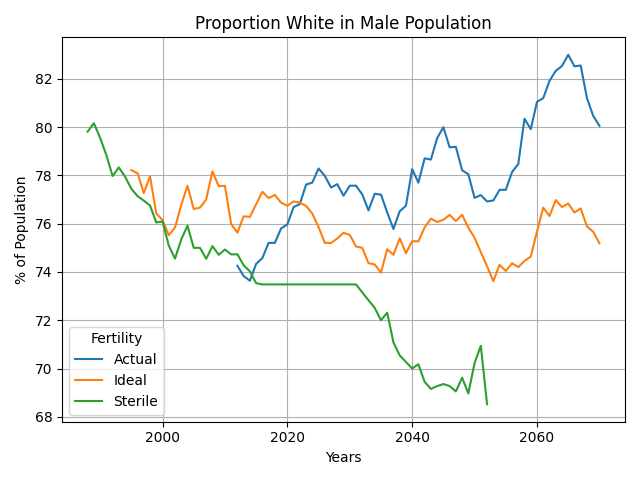 Proportion White in Male Population
% of Population
82
80
78
76
74
72
70
68
Fertility
Actual
Ideal
Sterile
2000
2020
2040
2060
Years